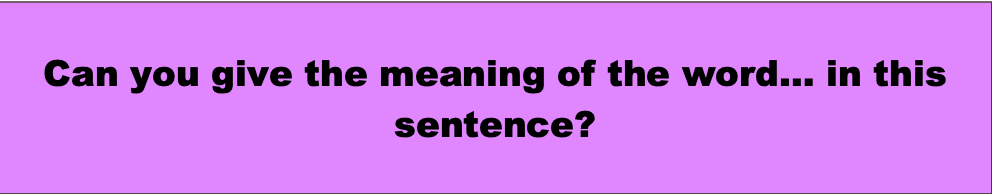 Can you give the meaning of the word... in this
sentence?